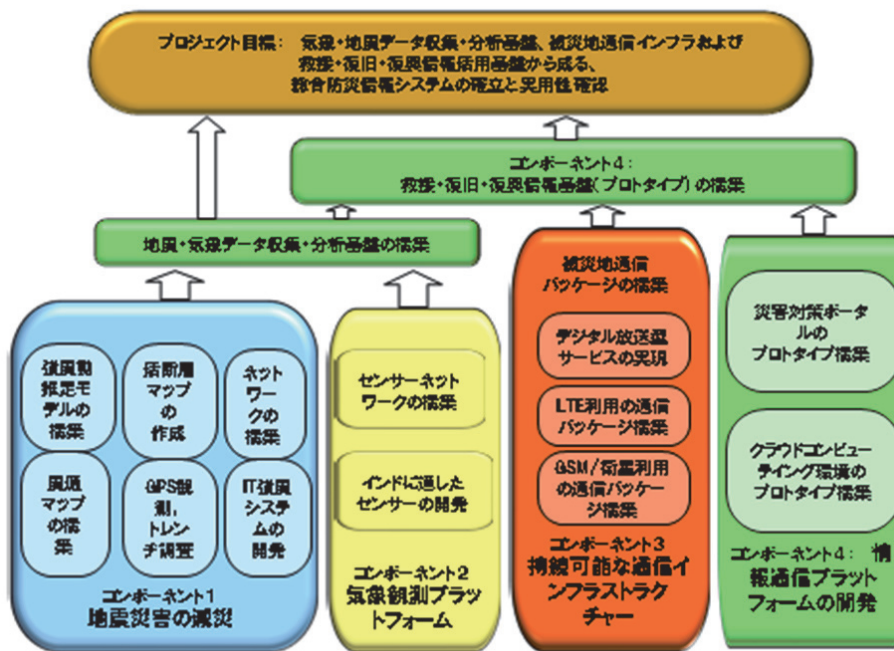 プロジェクト目標： 気象・地震データ収集・分析基盤、被災地通信インフラおよび
救援・復旧・復興情報活用基盤から成る、
総合防災情報システムの確立と実用性確認
コンポーネント4：
救援・復旧・復興情報基盤(プロトタイプ)の構築
地震・気象データ収集・分析基盤の構築
強震動
推定モ
デルの
構築
活断層
マップ
の
作成
ネット
ワー
クの
構築
マップの構
築
GPS観
測,
トレン
チ調査
IT強震
システ
ムの
開発
コンポーネント1
地震災害の減災
センサーネット
ワークの構築
インドに適した
センサーの開発
コンポーネント2
気象観測プラッ
トフォーム
被災地通信
パッケージの構築
デジタル放送型
サービスの実現
LTE利用の通信
パッケージ構築
GSM/衛星利用
の通信パッケー
ジ構築
コンポーネント3
持続可能な通信イ
ンフラストラク
チャー
災害対策ポータ
ルの
プロトタイプ構築
クラウドコンピュー
ティング環境の
プロトタイプ構築
コンポーネント4： 情
報通信プラット
フォームの開発